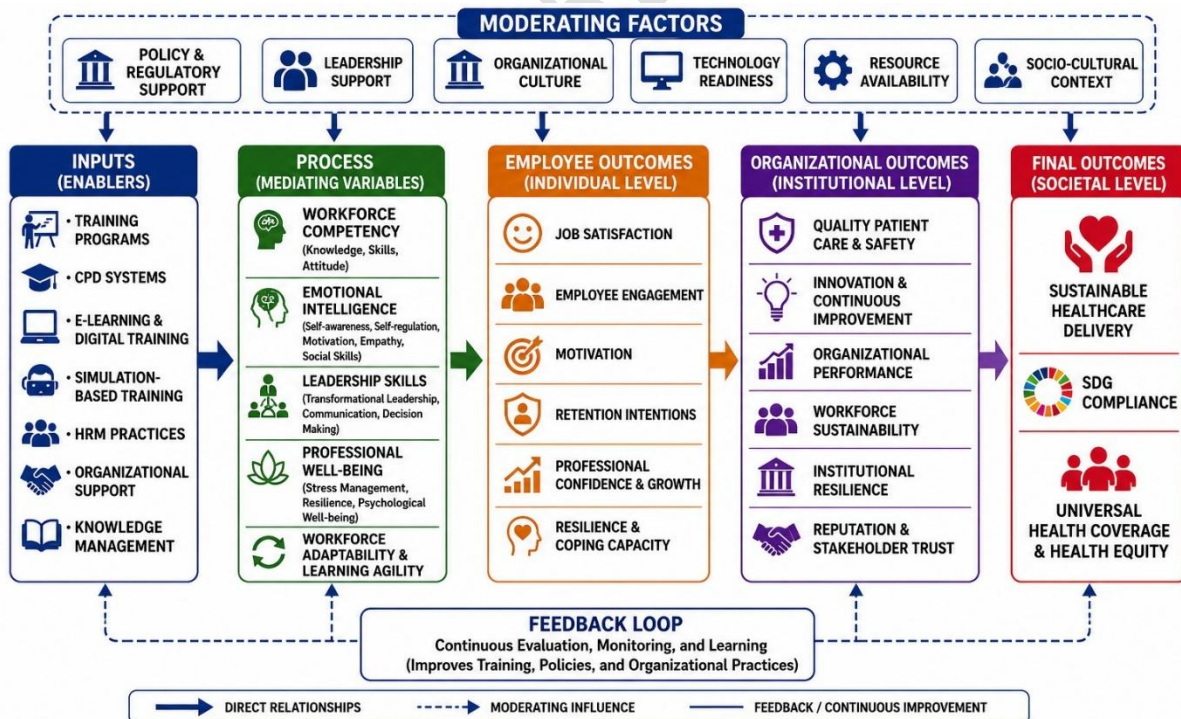 MODERATING FACTORS
POLICY &
REGULATORY
SUPPORT
LEADERSHIP
SUPPORT
ORGANIZATIONAL
CULTURE
TECHNOLOGY
READINESS
RESOURCE
AVAILABILITY
SOCIO-CULTURAL
CONTEXT
INPUTS
(ENABLERS)
• TRAINING
PROGRAMS
• CPD SYSTEMS
• E-LEARNING &
DIGITAL TRAINING
• SIMULATION-
BASED TRAINING
• HRM PRACTICES
• ORGANIZATIONAL
SUPPORT
• KNOWLEDGE
MANAGEMENT
PROCESS
(MEDIATING VARIABLES)
WORKFORCE
COMPETENCY
(Knowledge, Skills,
Attitude)
EMOTIONAL
INTELLIGENCE
(Self-awareness, Self-regulation,
Motivation, Empathy,
Social Skills)
LEADERSHIP SKILLS
(Transformational Leadership,
Communication, Decision
Making)
PROFESSIONAL
WELL-BEING
(Stress Management,
Resilience, Psychological
Well-being)
WORKFORCE
ADAPTABILITY &
LEARNING AGILITY
EMPLOYEE OUTCOMES
(INDIVIDUAL LEVEL)
JOB SATISFACTION
EMPLOYEE ENGAGEMENT
MOTIVATION
RETENTION INTENTIONS
PROFESSIONAL
CONFIDENCE & GROWTH
RESILIENCE &
COPING CAPACITY
ORGANIZATIONAL OUTCOMES
(INSTITUTIONAL LEVEL)
QUALITY PATIENT
CARE & SAFETY
INNOVATION &
CONTINUOUS
IMPROVEMENT
ORGANIZATIONAL
PERFORMANCE
WORKFORCE
SUSTAINABILITY
INSTITUTIONAL
RESILIENCE
REPUTATION &
STAKEHOLDER TRUST
FINAL OUTCOMES
(SOCIETAL LEVEL)
SUSTAINABLE
HEALTHCARE
DELIVERY
SDG
COMPLIANCE
UNIVERSAL
HEALTH COVERAGE
& HEALTH EQUITY
FEEDBACK LOOP
Continuous Evaluation, Monitoring, and Learning
(Improves Training, Policies, and Organizational Practices)
DIRECT RELATIONSHIPS
MODERATING INFLUENCE
FEEDBACK / CONTINUOUS IMPROVEMENT